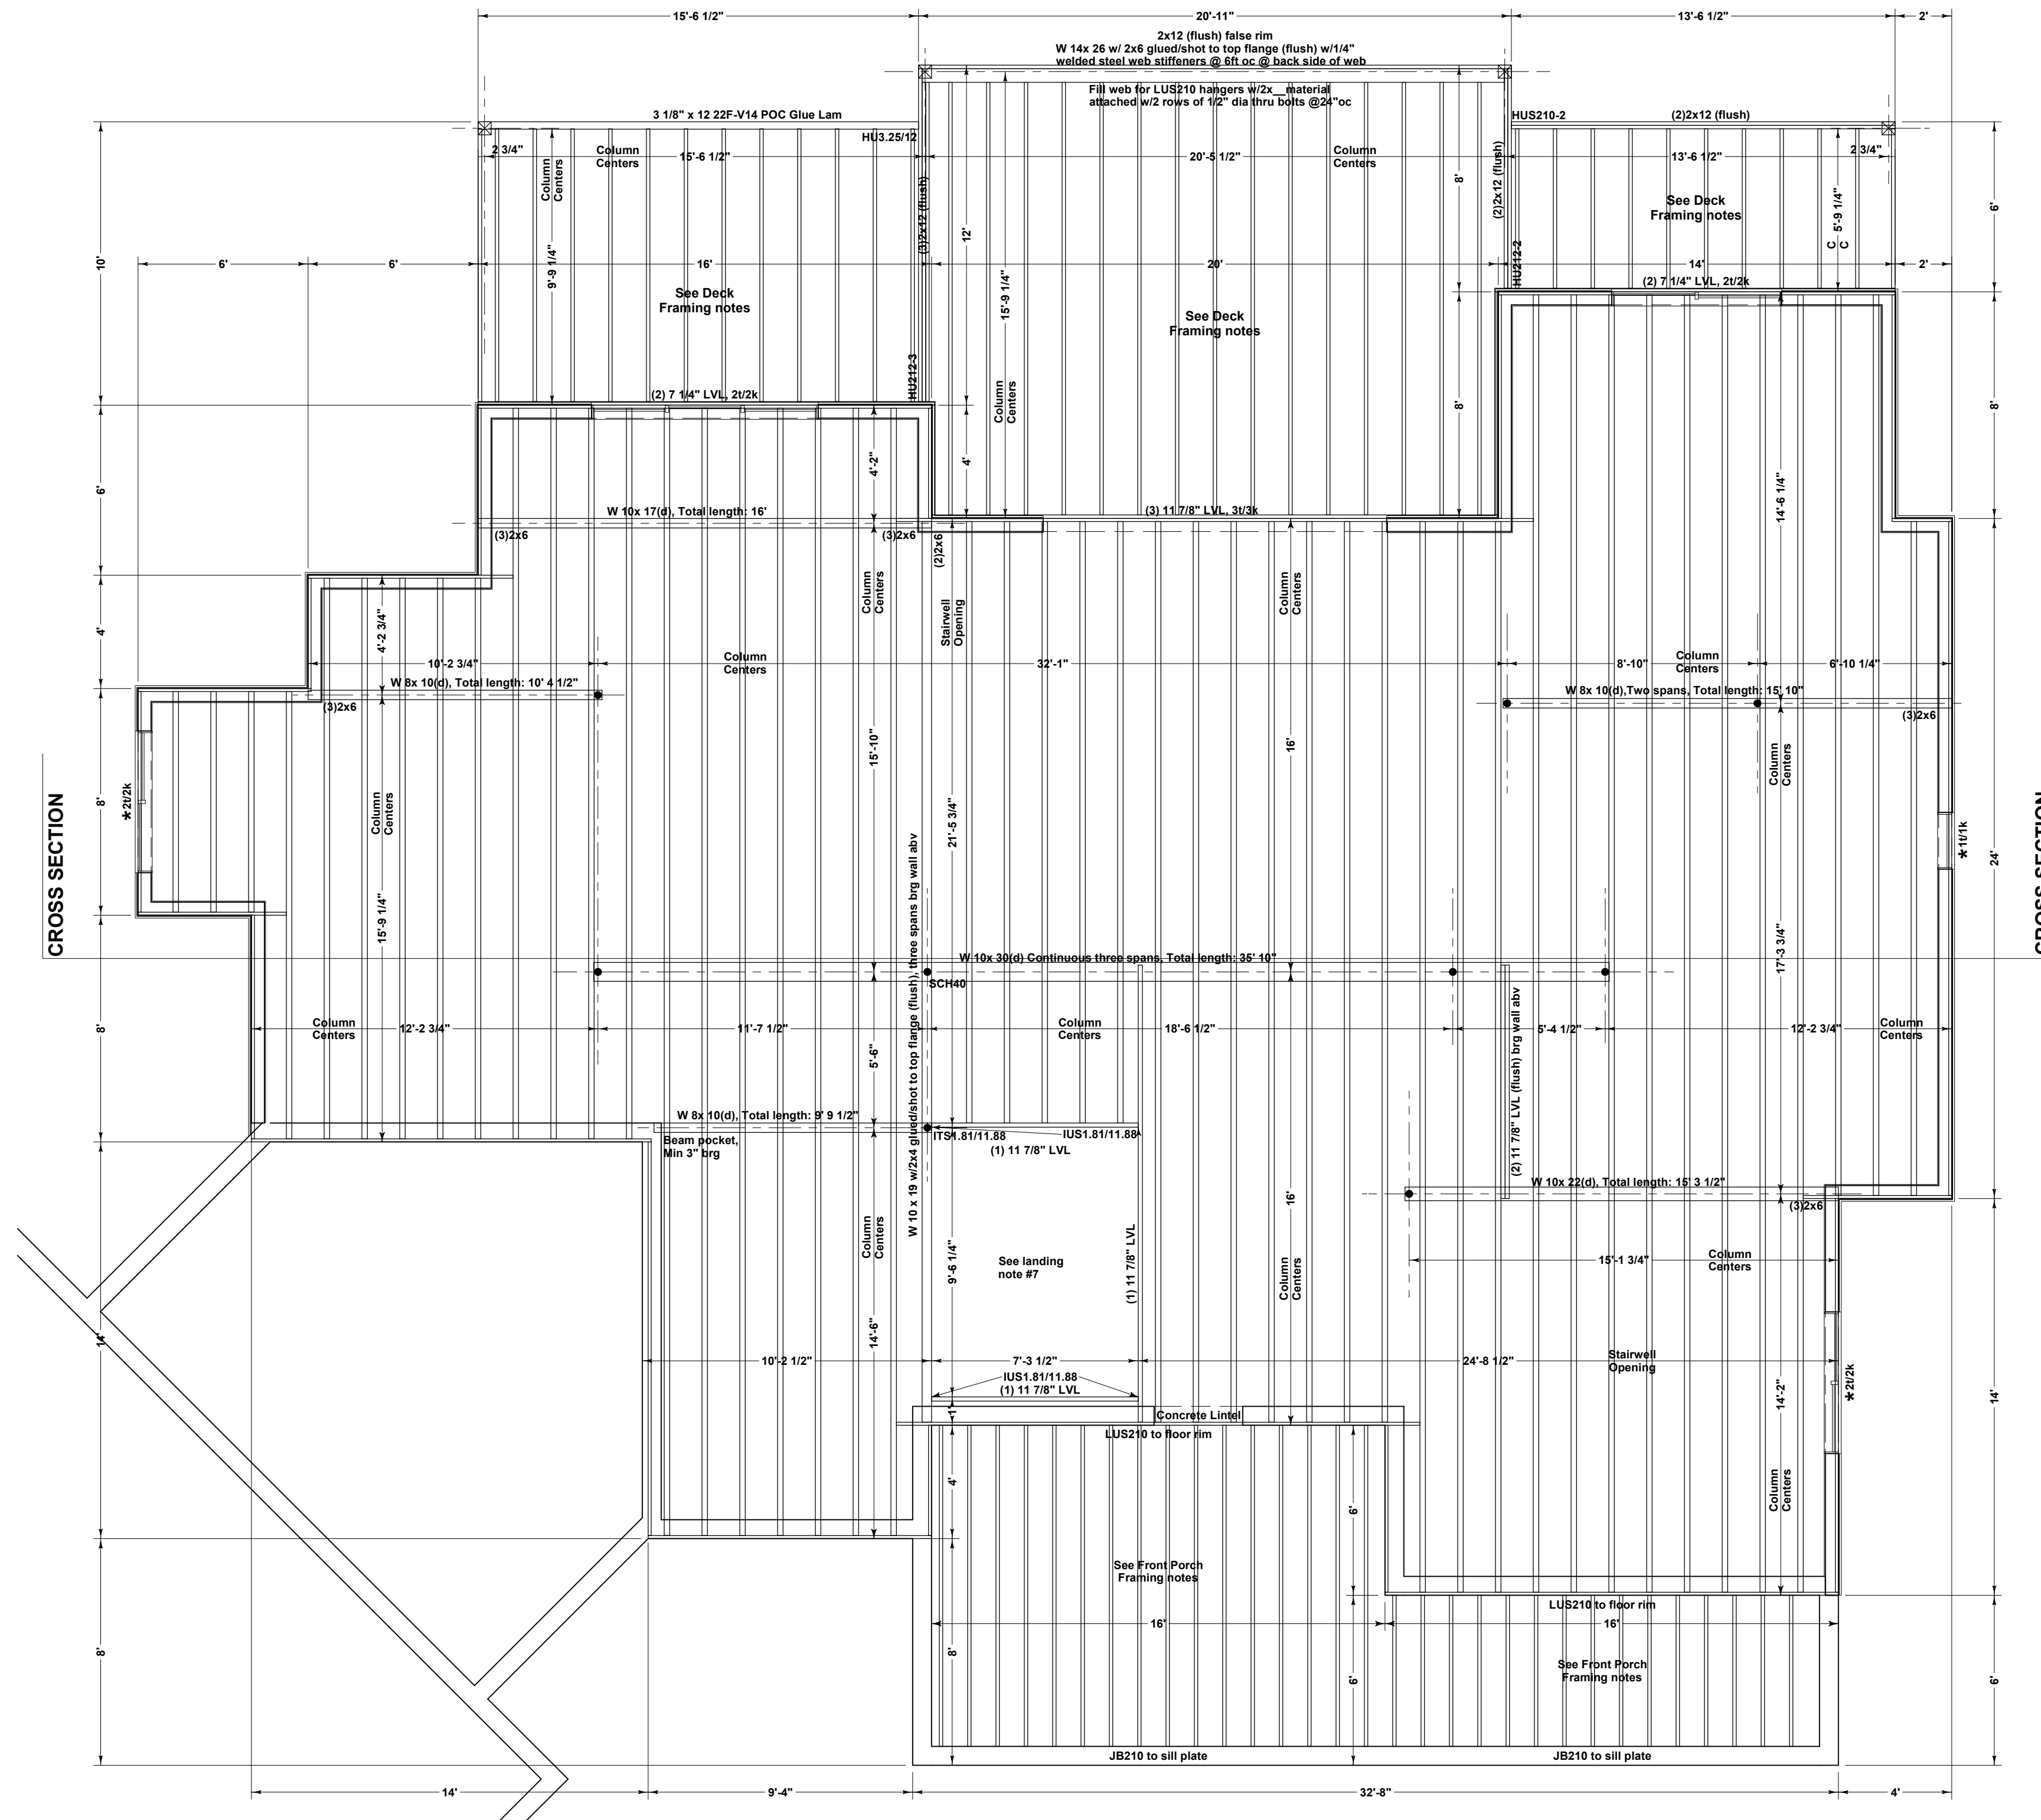 15'-6 1/2"
20'-11"
13'-6 1/2"
2'
2x12 (flush) false rim
W 14x 26 w/ 2x6 glued/shot to top flange (flush) w/1/4"
welded steel web stiffeners @ 6ft oc @ back side of web
Fill web for LUS210 hangers w/2x__material
attached w/2 rows of 1/2" dia thru bolts @24"oc
3 1/8" x 12 22F-V14 POC Glue Lam
HU3.25/12
HUS210-2
(2)2x12 (flush)
2 3/4"
Column
Centers
15'-6 1/2"
Column
Centers
20'-5 1/2"
Column
Centers
13'-6 1/2"
2 3/4"
(3)2x12 (flush)
(2)2x12 (flush)
8'
12'
10'
6'
See Deck
Framing notes
5'-9 1/4"
C
C
6'
6'
16'
20'
14'
2'
9'-9 1/4"
15'-9 1/4"
HU212-2
(2) 7 1/4" LVL, 2t/2k
See Deck
Framing notes
See Deck
Framing notes
HU212-3
(2) 7 1/4" LVL, 2t/2k
Column
Centers
8'
8'
6'
4'-2"
4'
14'-6 1/4"
W 10x 17(d), Total length: 16'
(3)2x6
(3)2x6
(2)2x6
(3) 11 7/8" LVL, 3t/3k
Column
Centers
Stairwell
Opening
Column
Centers
4'
4'-2 3/4"
10'-2 3/4"
Column
Centers
32'-1"
8'-10"
Column
Centers
6'-10 1/4"
W 8x 10(d), Total length: 10' 4 1/2"
(3)2x6
W 8x 10(d),Two spans, Total length: 15' 10"
(3)2x6
CROSS SECTION
8'
*2t/2k
Column
Centers
15'-10"
16'
Column
Centers
21'-5 3/4"
*1t/1k
24'
CROSS SECTION
15'-9 1/4"
17'-3 3/4"
W 10 x 19 w/2x4 glued/shot to top flange (flush), three spans brg wall abv
W 10x 30(d) Continuous three spans, Total length: 35' 10"
SCH40
8'
Column
Centers
12'-2 3/4"
11'-7 1/2"
Column
Centers
18'-6 1/2"
5'-4 1/2"
12'-2 3/4"
Column
Centers
5'-6"
(2) 11 7/8" LVL (flush) brg wall abv
W 8x 10(d), Total length: 9' 9 1/2"
Beam pocket,
Min 3" brg
ITS1.81/11.88
IUS1.81/11.88
(1) 11 7/8" LVL
W 10x 22(d), Total length: 15' 3 1/2"
(3)2x6
Column
Centers
9'-6 1/4"
See landing
note #7
(1) 11 7/8" LVL
16'
Column
Centers
15'-1 3/4"
Column
Centers
14'
14'-6"
10'-2 1/2"
7'-3 1/2"
24'-8 1/2"
Stairwell
Opening
*2t/2k
14'
IUS1.81/11.88
(1) 11 7/8" LVL
14'-2"
1'
Concrete Lintel
LUS210 to floor rim
4'
6'
Column
Centers
See Front Porch
Framing notes
LUS210 to floor rim
16'
16'
8'
8'
6'
6'
See Front Porch
Framing notes
JB210 to sill plate
JB210 to sill plate
14'
9'-4"
32'-8"
4'